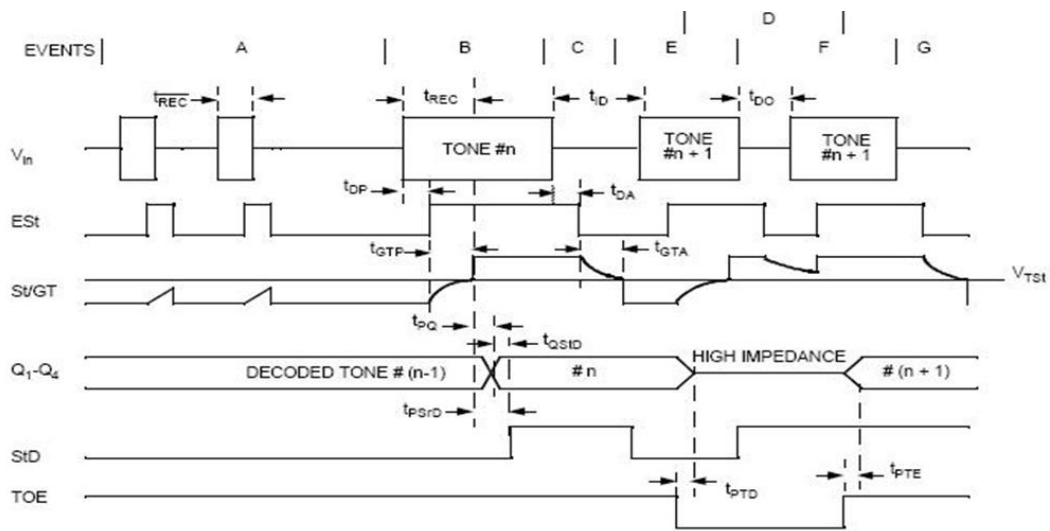 D
EVENTS A B C E F G
tREC tREC tID tDO
Vin TONE #n TONE #n + 1 TONE #n + 1
tDP tDA
ESt
tGTP tGTA
VTSt
St/GT
tPQ tQStD
Q1-Q4 DECODED TONE # (n-1) # n HIGH IMPEDANCE # (n + 1)
tPSrD
StD
tPTD tPTE
TOE